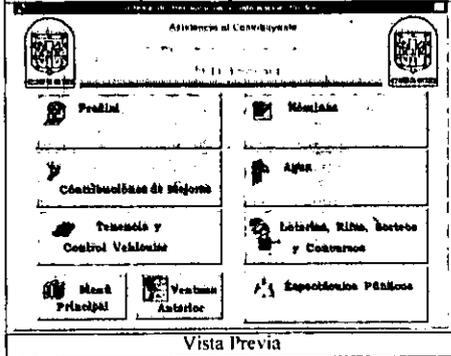 Asistencia al Contribuyente
Predial
Nóminas
Contribuciones de Mejoras
Agua
Tenencia y
Control Vehicular
Loterías, Rifas, Sorteos
y Concursos
Menú
Principal
Ventana
Anterior
Espectáculos Públicos
Vista Previa